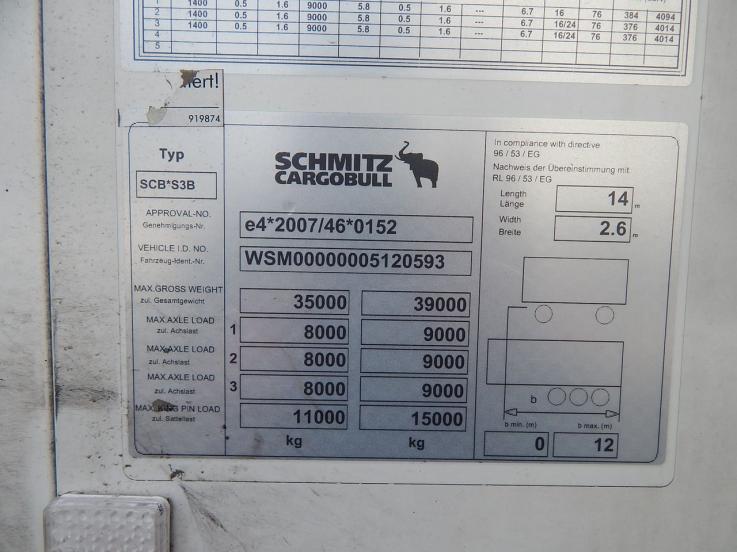 1 1400 0.5 1.6 9000 5.8 0.5 1.6 ---
2 1400 0.5 1.6 9000 5.8 0.5 1.6 --- 6.7 16 76 384 4094
3 1400 0.5 1.6 9000 5.8 0.5 1.6 --- 6.7 16/24 76 376 4014
4 --- 6.7 16/24 76 376 4014
5
iert!
919874
Typ
SCB*S3B
SCHMITZ
CARGOBULL
APPROVAL-NO.
Genehmigungs-Nr.
e4*2007/46*0152
VEHICLE I.D. NO.
Fahrzeug-Ident.-Nr.
WSM00000005120593
MAX.GROSS WEIGHT
zul. Gesamtgewicht
35000 39000
MAX.AXLE LOAD
zul. Achslast
1 8000 9000
MAX.AXLE LOAD
zul. Achslast
2 8000 9000
MAX.AXLE LOAD
zul. Achslast
3 8000 9000
MAX.KING PIN LOAD
zul. Sattellast
11000 15000
kg kg
In compliance with directive
96 / 53 / EG
Nachweis der Übereinstimmung mit
RL 96 / 53 / EG
Length
Länge
14 m
Width
Breite
2.6 m
b
b min. (m) b max. (m)
0 12